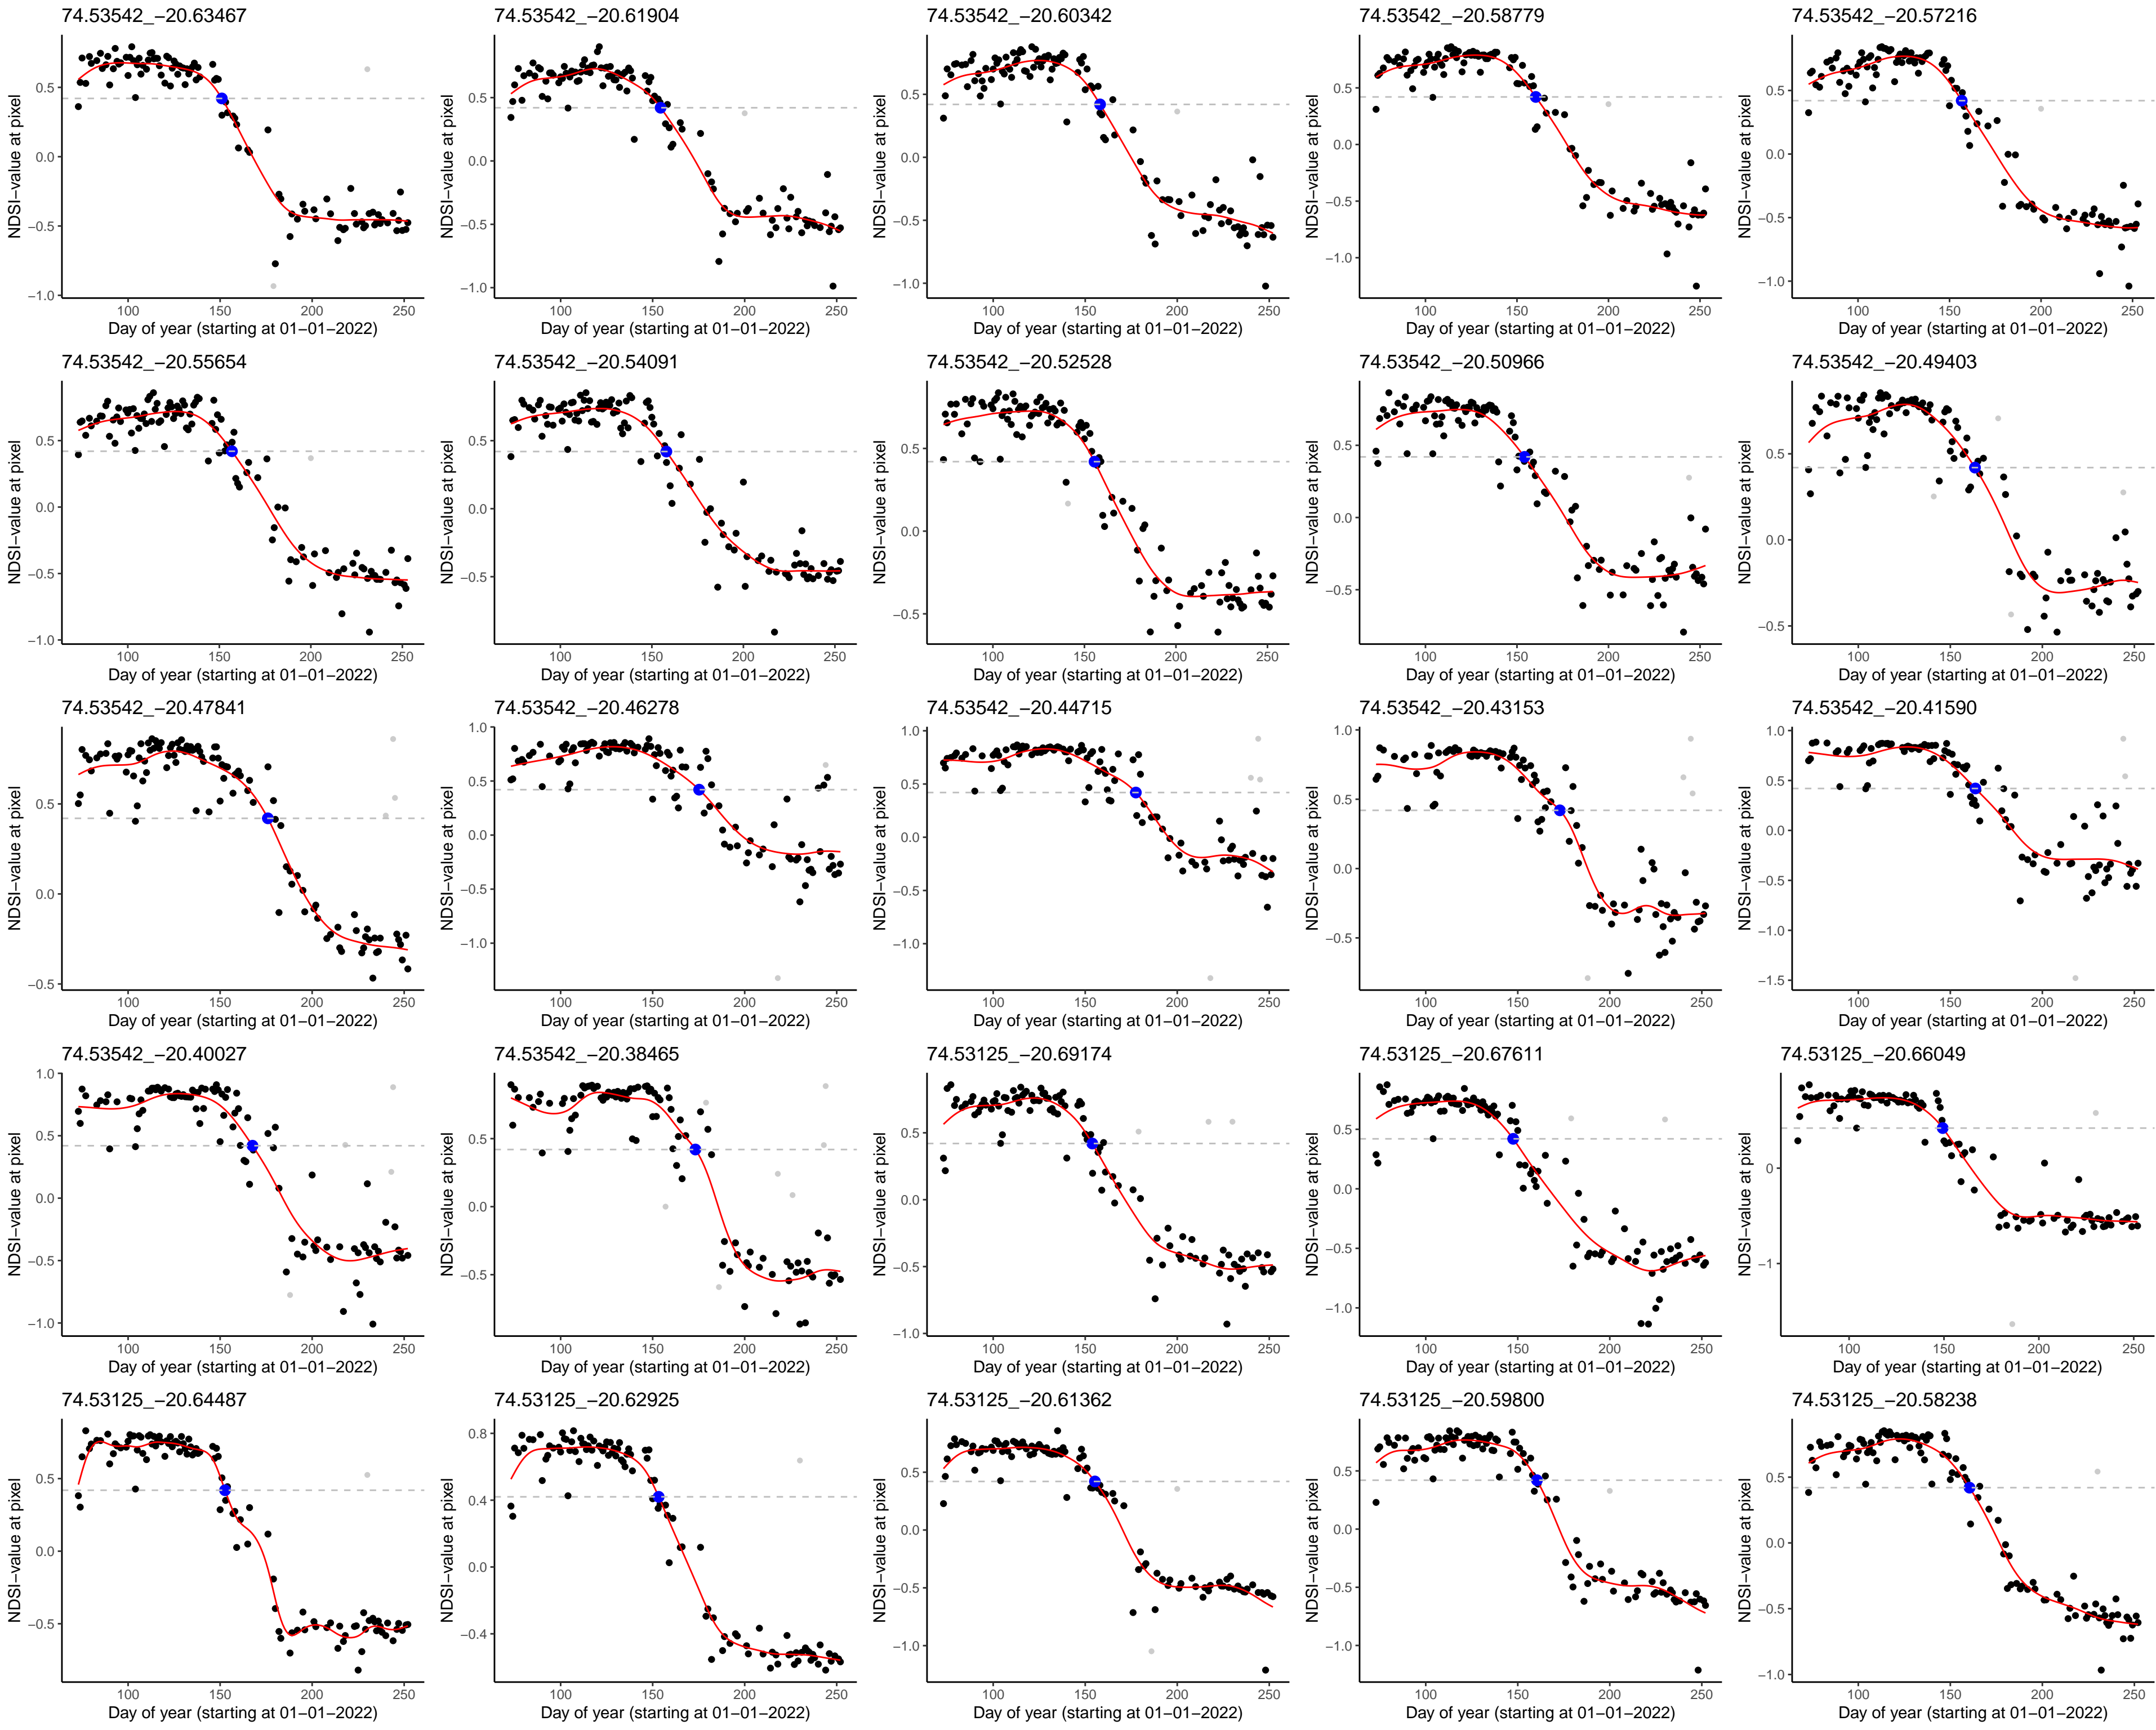 74.53542_−20.63467
NDSI−value at pixel
0.5
0.0
−0.5
−1.0
100 150 200 250
Day of year (starting at 01−01−2022)
74.53542_−20.61904
NDSI−value at pixel
0.5
0.0
−0.5
−1.0
100 150 200 250
Day of year (starting at 01−01−2022)
74.53542_−20.60342
NDSI−value at pixel
0.5
0.0
−0.5
−1.0
100 150 200 250
Day of year (starting at 01−01−2022)
74.53542_−20.58779
NDSI−value at pixel
0.5
0.0
−0.5
−1.0
100 150 200 250
Day of year (starting at 01−01−2022)
74.53542_−20.57216
NDSI−value at pixel
0.5
0.0
−0.5
−1.0
100 150 200 250
Day of year (starting at 01−01−2022)
74.53542_−20.55654
NDSI−value at pixel
0.5
0.0
−0.5
−1.0
100 150 200 250
Day of year (starting at 01−01−2022)
74.53542_−20.54091
NDSI−value at pixel
0.5
0.0
−0.5
100 150 200 250
Day of year (starting at 01−01−2022)
74.53542_−20.52528
NDSI−value at pixel
0.5
0.0
−0.5
100 150 200 250
Day of year (starting at 01−01−2022)
74.53542_−20.50966
NDSI−value at pixel
0.5
0.0
−0.5
100 150 200 250
Day of year (starting at 01−01−2022)
74.53542_−20.49403
NDSI−value at pixel
0.5
0.0
−0.5
100 150 200 250
Day of year (starting at 01−01−2022)
74.53542_−20.47841
NDSI−value at pixel
0.5
0.0
−0.5
100 150 200 250
Day of year (starting at 01−01−2022)
74.53542_−20.46278
NDSI−value at pixel
1.0
0.5
0.0
−0.5
−1.0
100 150 200 250
Day of year (starting at 01−01−2022)
74.53542_−20.44715
NDSI−value at pixel
1.0
0.5
0.0
−0.5
−1.0
100 150 200 250
Day of year (starting at 01−01−2022)
74.53542_−20.43153
NDSI−value at pixel
1.0
0.5
0.0
−0.5
100 150 200 250
Day of year (starting at 01−01−2022)
74.53542_−20.41590
NDSI−value at pixel
1.0
0.5
0.0
−0.5
−1.0
−1.5
100 150 200 250
Day of year (starting at 01−01−2022)
74.53542_−20.40027
NDSI−value at pixel
1.0
0.5
0.0
−0.5
−1.0
100 150 200 250
Day of year (starting at 01−01−2022)
74.53542_−20.38465
NDSI−value at pixel
0.5
0.0
−0.5
100 150 200 250
Day of year (starting at 01−01−2022)
74.53125_−20.69174
NDSI−value at pixel
0.5
0.0
−0.5
−1.0
100 150 200 250
Day of year (starting at 01−01−2022)
74.53125_−20.67611
NDSI−value at pixel
0.5
0.0
−0.5
−1.0
100 150 200 250
Day of year (starting at 01−01−2022)
74.53125_−20.66049
NDSI−value at pixel
0
−1
100 150 200 250
Day of year (starting at 01−01−2022)
74.53125_−20.64487
NDSI−value at pixel
0.5
0.0
−0.5
100 150 200 250
Day of year (starting at 01−01−2022)
74.53125_−20.62925
NDSI−value at pixel
0.8
0.4
0.0
−0.4
100 150 200 250
Day of year (starting at 01−01−2022)
74.53125_−20.61362
NDSI−value at pixel
0.5
0.0
−0.5
−1.0
100 150 200 250
Day of year (starting at 01−01−2022)
74.53125_−20.59800
NDSI−value at pixel
0.5
0.0
−0.5
−1.0
100 150 200 250
Day of year (starting at 01−01−2022)
74.53125_−20.58238
NDSI−value at pixel
0.5
0.0
−0.5
−1.0
100 150 200 250
Day of year (starting at 01−01−2022)